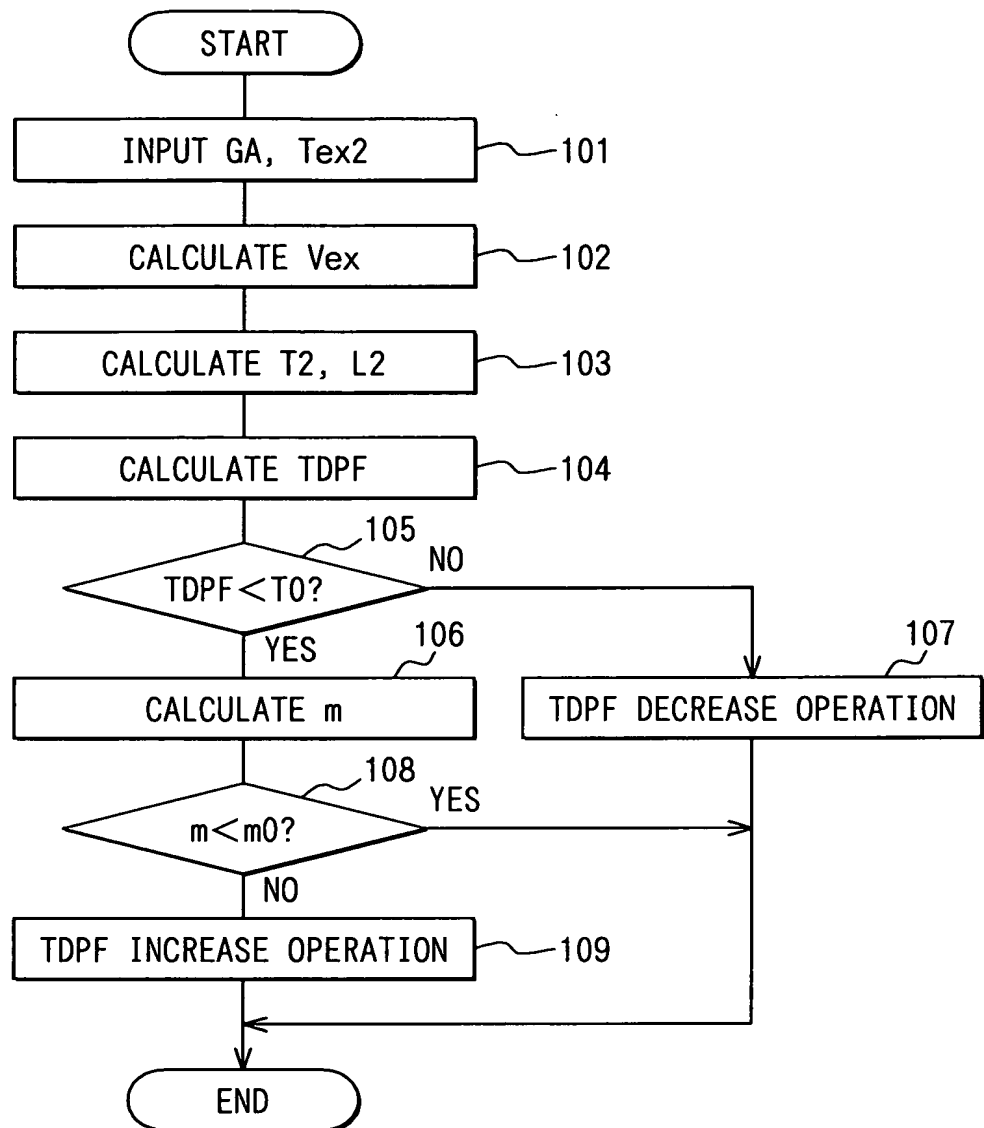 START
INPUT GA, Tex2
101
CALCULATE Vex
102
CALCULATE T2, L2
103
CALCULATE TDPF
104
105
NO
TDPF<T0?
YES
106
107
CALCULATE m
TDPF DECREASE OPERATION
108
YES
m<m0?
NO
TDPF INCREASE OPERATION
109
END